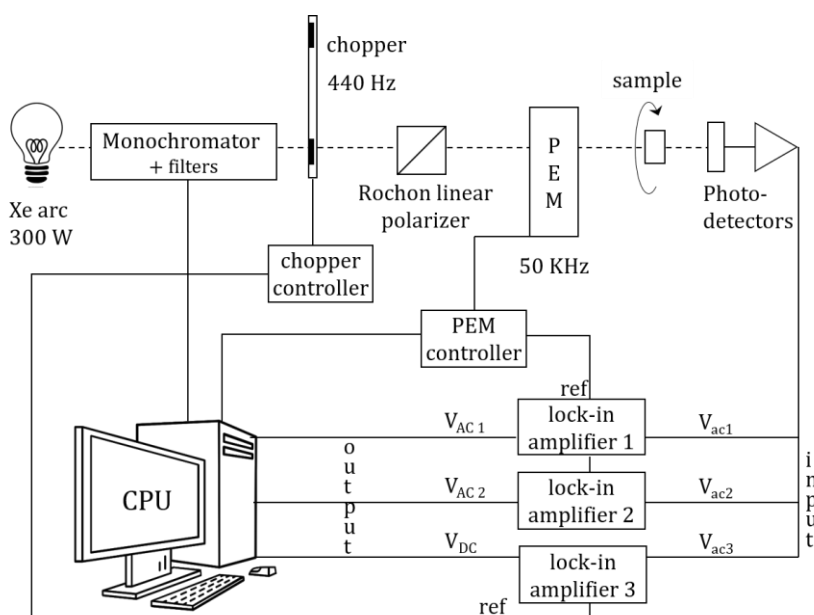 chopper
440 Hz
sample
Monochromator
+ filters
P
E
M
Rochon linear
polarizer
Photo-
detectors
Xe arc
300 W
chopper
controller
50 KHz
PEM
controller
ref
V_AC 1
lock-in
amplifier 1
V_ac1
output
input
CPU
V_AC 2
lock-in
amplifier 2
V_ac2
V_DC
lock-in
amplifier 3
V_ac3
ref